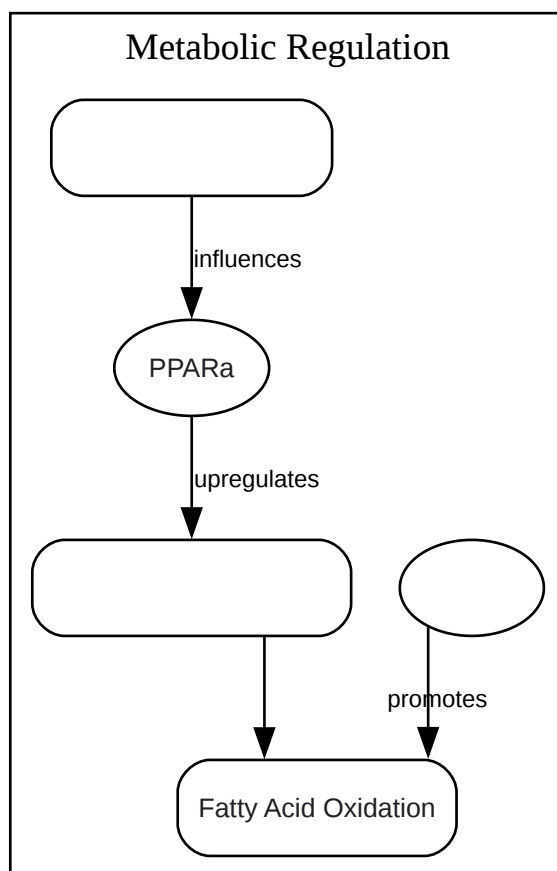 Metabolic Regulation
influences
PPARa
upregulates
promotes
Fatty Acid Oxidation